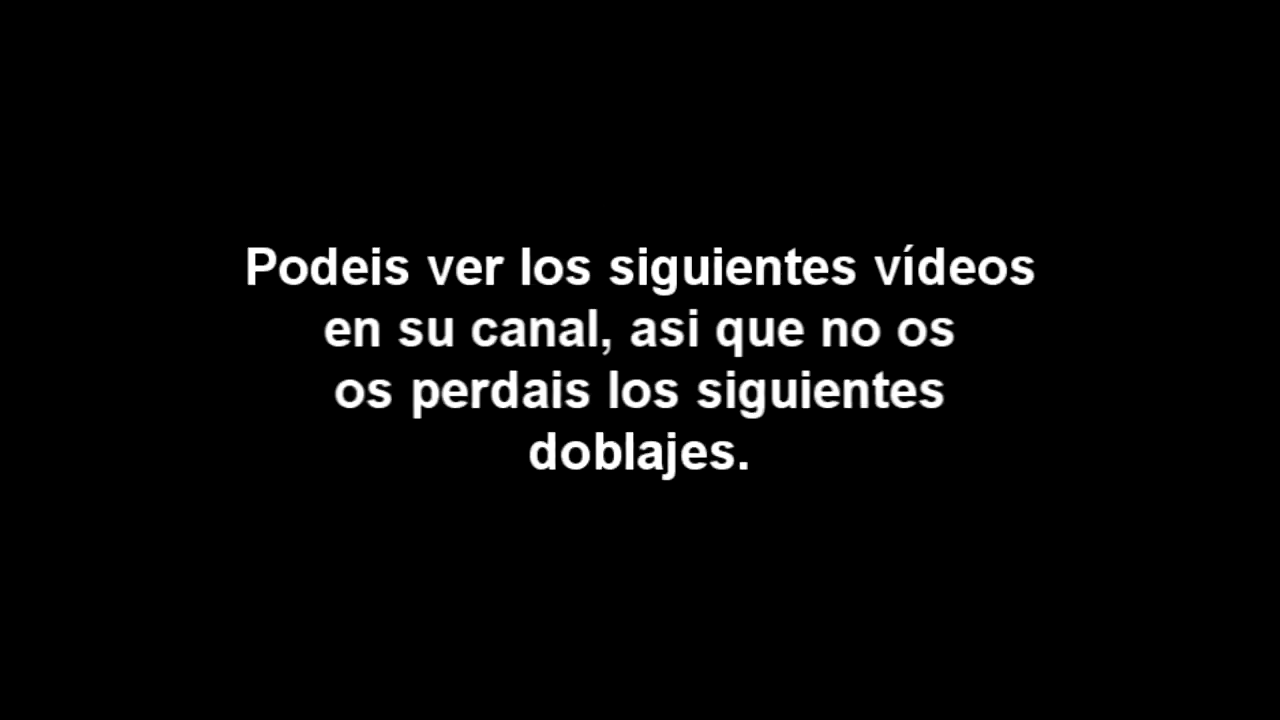 Podeis ver los siguientes vídeos
en su canal, asi que no os
os perdais los siguientes
doblajes.